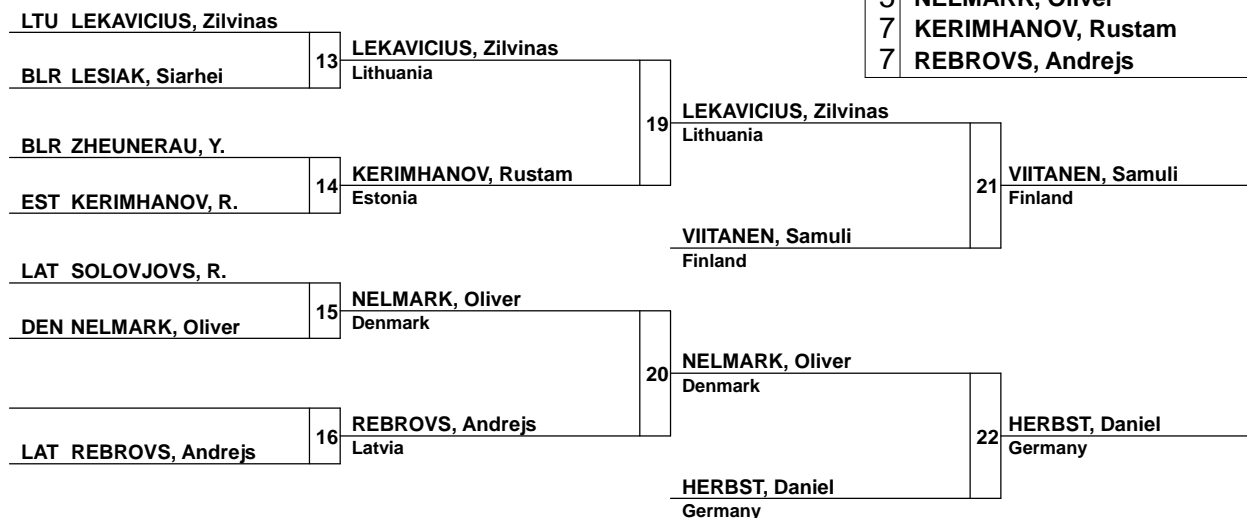 5 NELMARK, Oliver
7 KERIMHANOV, Rustam
7 REBROVS, Andrejs
LTU LEKAVICIUS, Zilvinas
BLR LESIAK, Siarhei
13
LEKAVICIUS, Zilvinas
Lithuania
BLR ZHEUNERAU, Y.
EST KERIMHANOV, R.
14
KERIMHANOV, Rustam
Estonia
19
LEKAVICIUS, Zilvinas
Lithuania
VIITANEN, Samuli
Finland
21
VIITANEN, Samuli
Finland
LAT SOLOVJOVS, R.
DEN NELMARK, Oliver
15
NELMARK, Oliver
Denmark
LAT REBROVS, Andrejs
16
REBROVS, Andrejs
Latvia
20
NELMARK, Oliver
Denmark
HERBST, Daniel
Germany
22
HERBST, Daniel
Germany